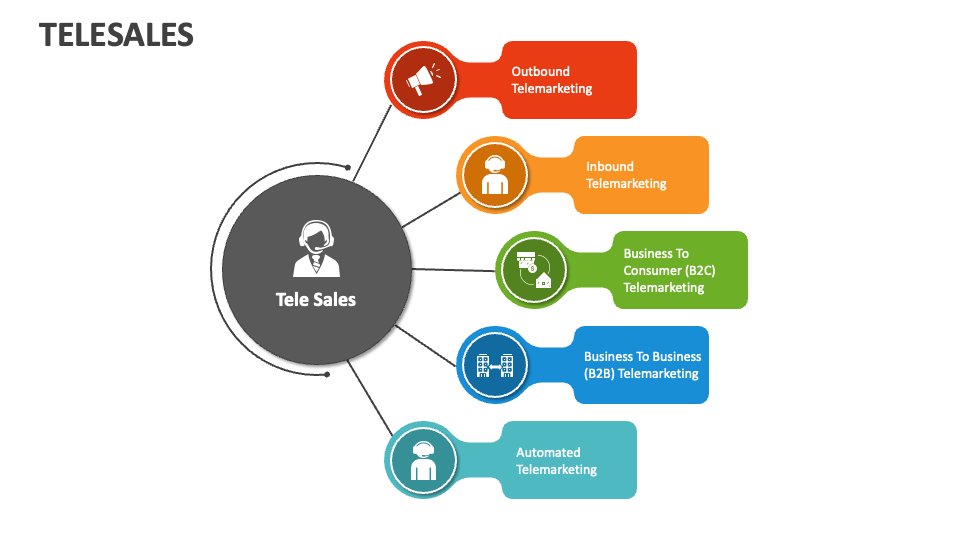 TELESALES
Tele Sales
Outbound
Telemarketing
Inbound
Telemarketing
Business To
Consumer (B2C)
Telemarketing
Business To Business
(B2B) Telemarketing
Automated
Telemarketing